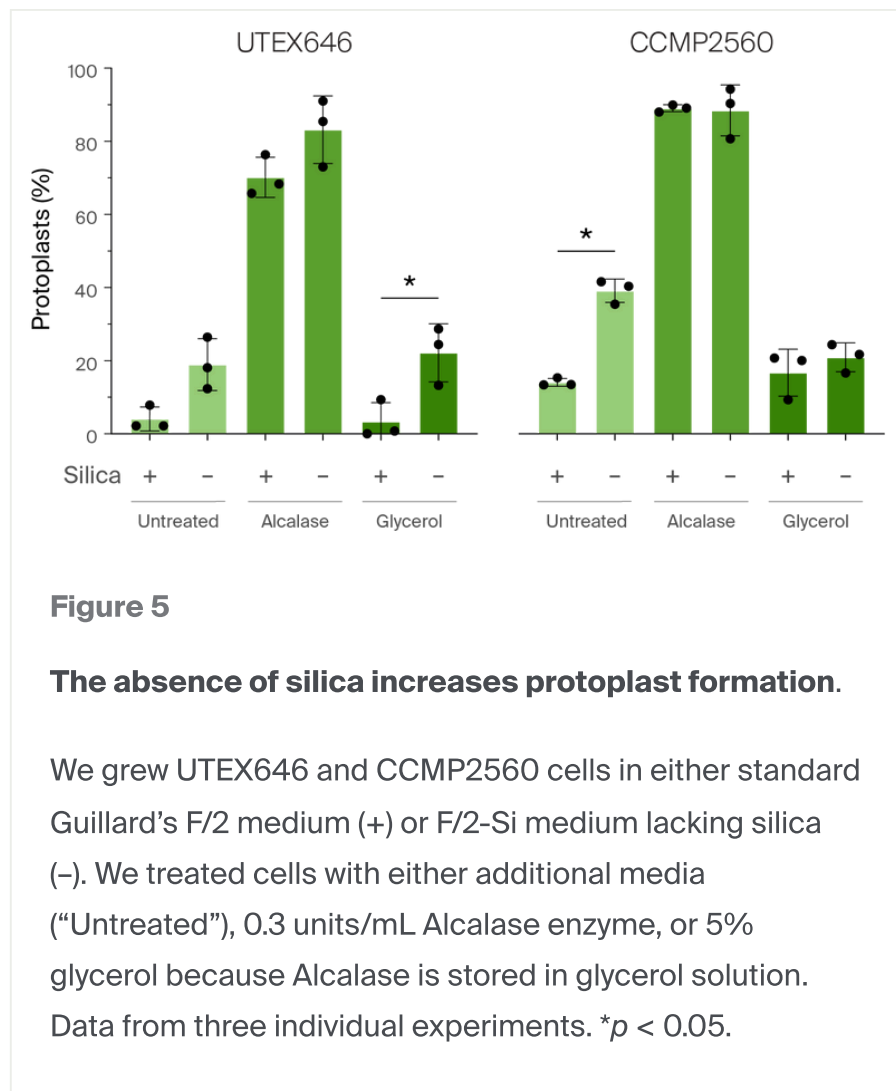 UTEX646
CCMP2560
Protoplasts (%)
100
80
60
40
20
0
*
*
Silica + − + − + − + − + − + −
Untreated Alcalase Glycerol Untreated Alcalase Glycerol
Figure 5
The absence of silica increases protoplast formation.
We grew UTEX646 and CCMP2560 cells in either standard
Guillard’s F/2 medium (+) or F/2-Si medium lacking silica
(–). We treated cells with either additional media
(“Untreated”), 0.3 units/mL Alcalase enzyme, or 5%
glycerol because Alcalase is stored in glycerol solution.
Data from three individual experiments. *p < 0.05.